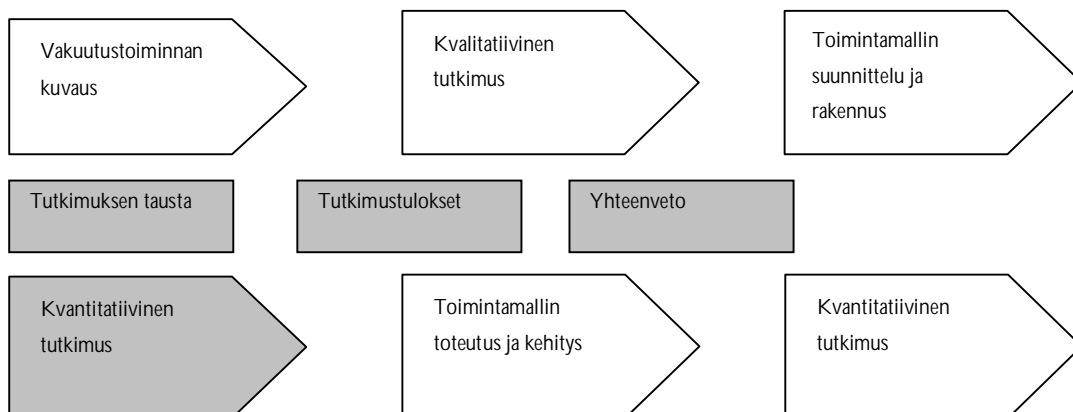 Vakuutustoiminnan
kuvaus
Kvalitatiivinen
tutkimus
Toimintamallin
suunnittelu ja
rakennus
Tutkimuksen tausta
Tutkimustulokset
Yhteenveto
Kvantitatiivinen
tutkimus
Toimintamallin
toteutus ja kehitys
Kvantitatiivinen
tutkimus